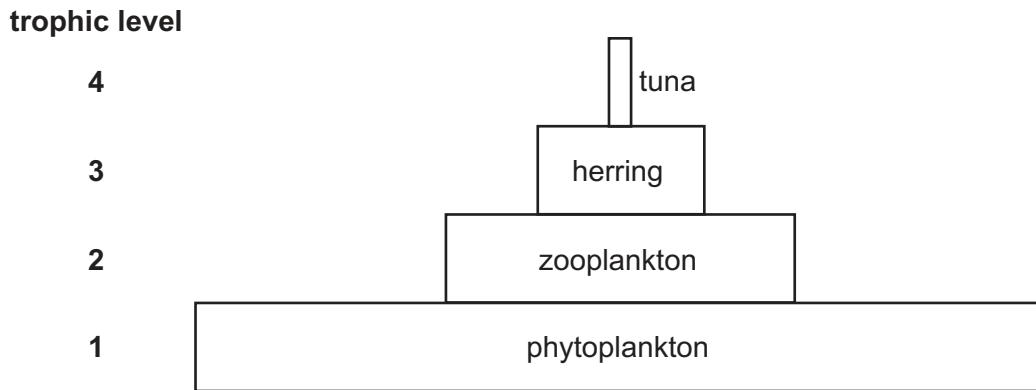 trophic level
4 tuna
3 herring
2 zooplankton
1 phytoplankton